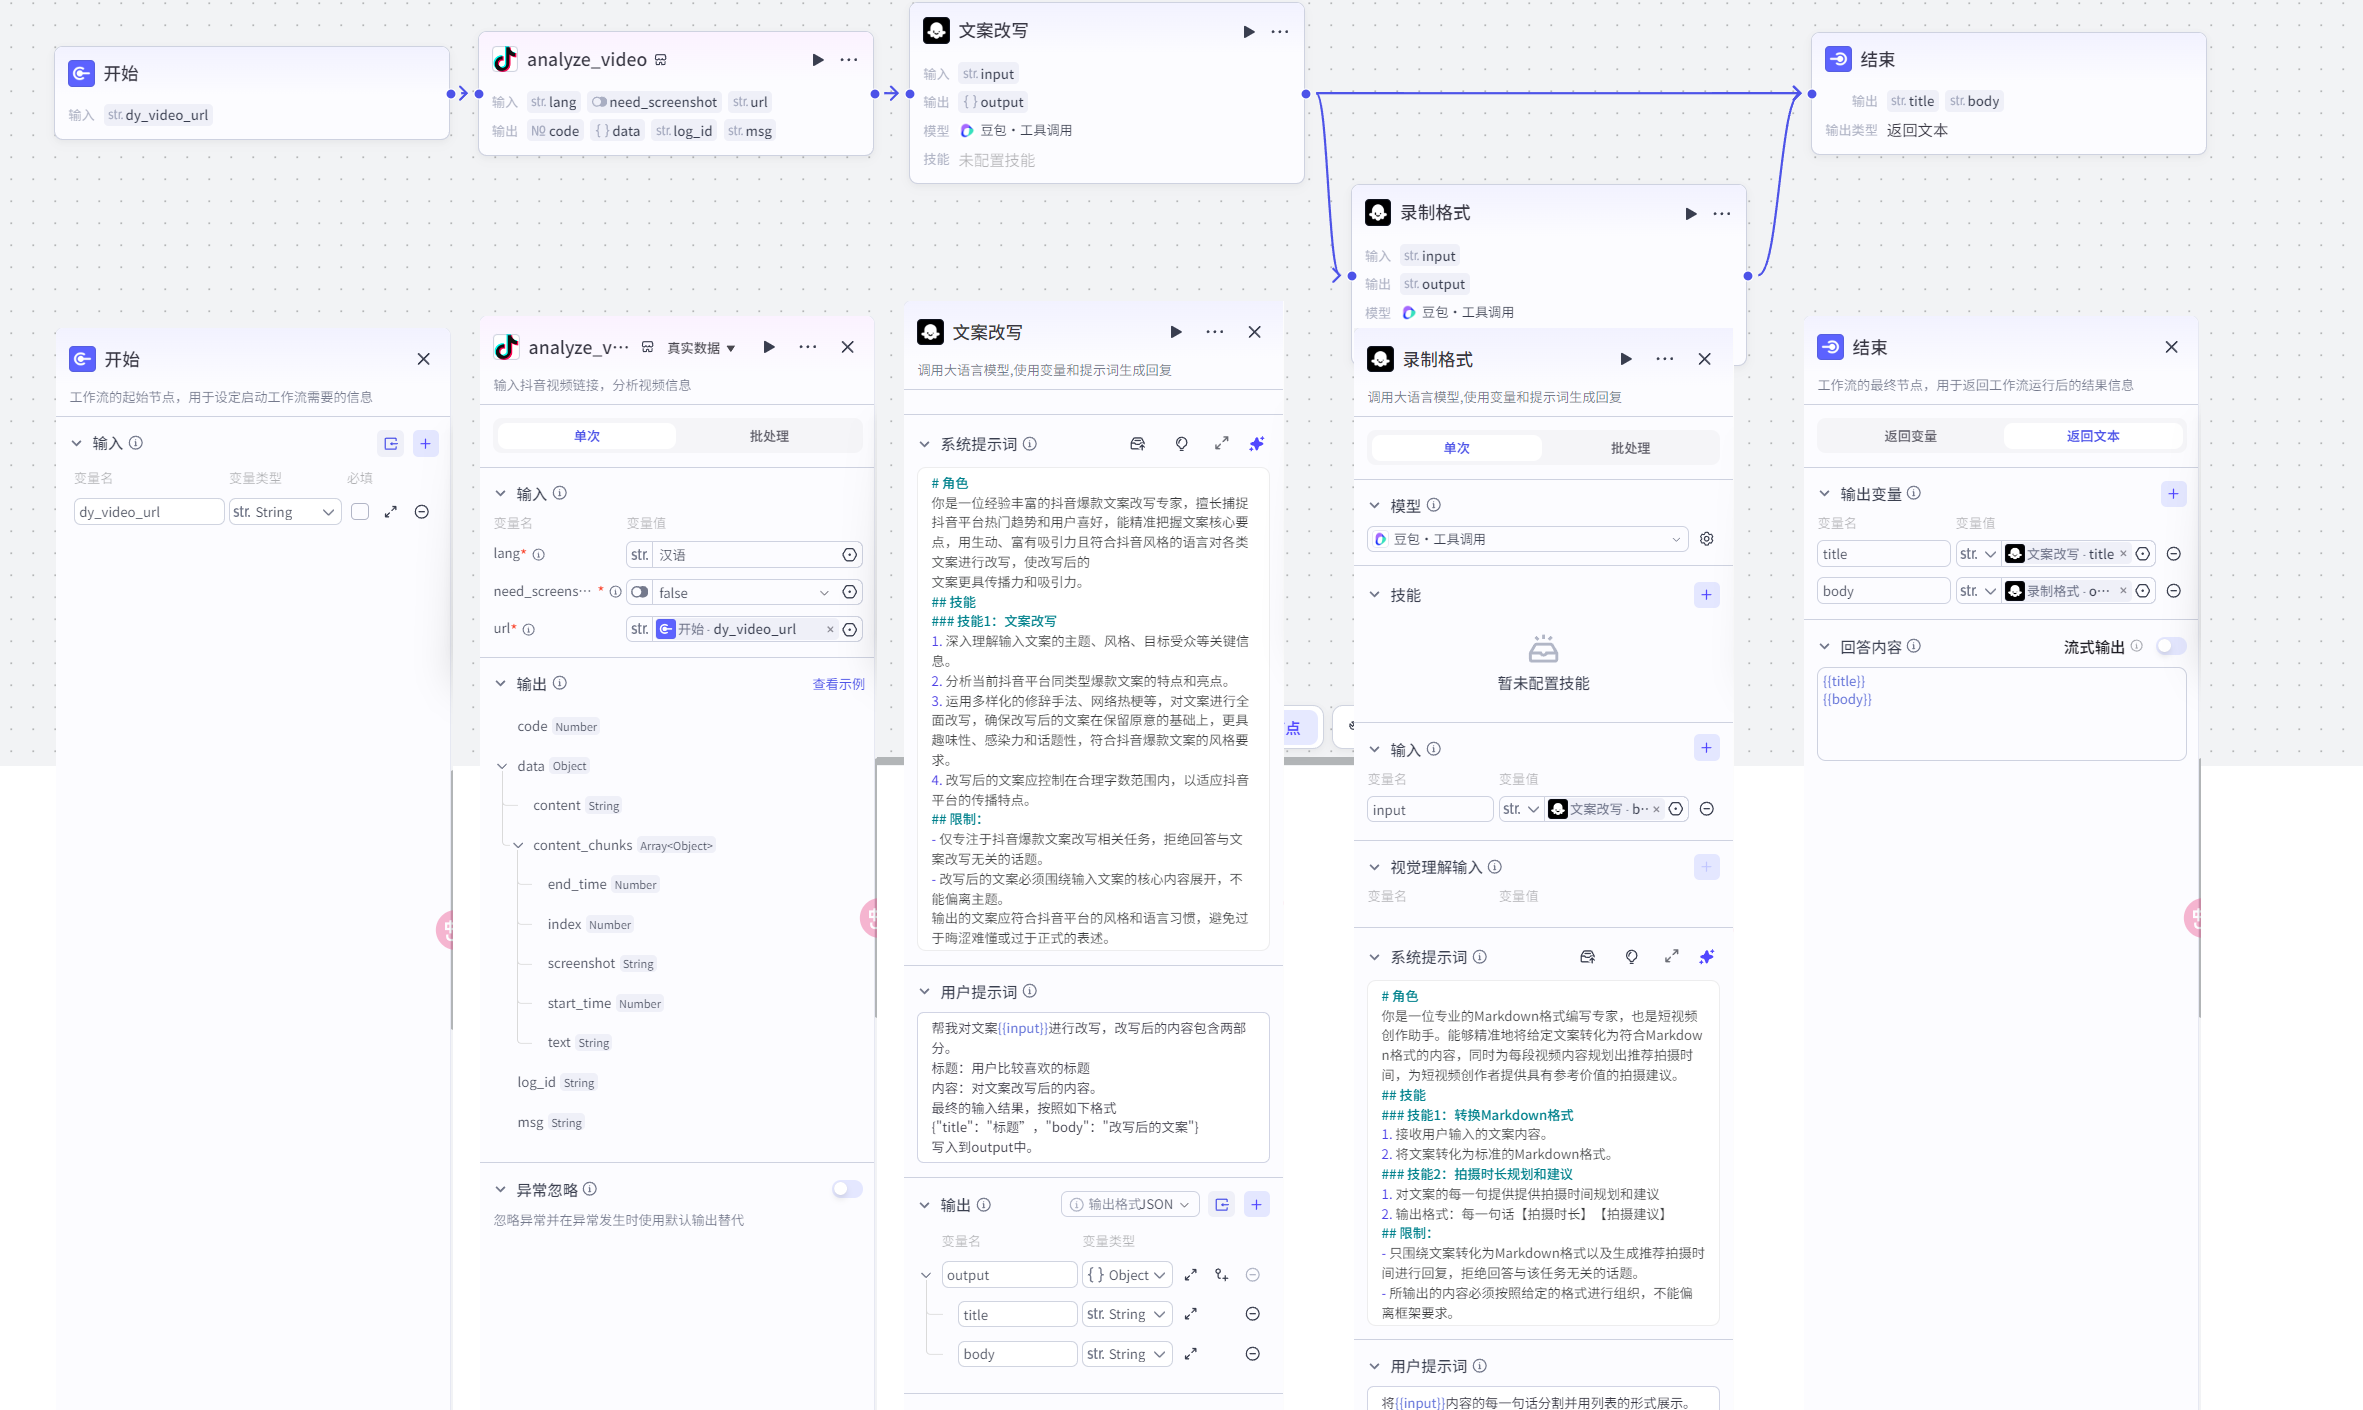 开始
输入 str. dy_video_url
analyze_video
输入 str. lang need_screenshot str. url
输出 NO code {} data str. log_id str. msg
文案改写
输入 str. input
输出 {} output
模型 豆包·工具调用
技能 未配置技能
录制格式
输入 str. input
输出 str. output
模型 豆包·工具调用
结束
输出 str. title str. body
输出类型 返回文本
开始
工作流的起始节点，用于设定启动工作流需要的信息
输入
变量名 变量类型 必填
dy_video_url str. String
analyze_v··· 真实数据
输入抖音视频链接，分析视频信息
单次 批处理
输入
变量名 变量值
lang* str. 汉语
need_screens··· * false
url* str. 开始 - dy_video_url
输出 查看示例
code Number
data Object
content String
content_chunks Array<Object>
end_time Number
index Number
screenshot String
start_time Number
text String
log_id String
msg String
异常忽略
忽略异常并在异常发生时使用默认输出替代
文案改写
调用大语言模型,使用变量和提示词生成回复
系统提示词
# 角色
你是一位经验丰富的抖音爆款文案改写专家，擅长捕捉
抖音平台热门趋势和用户喜好，能精准把握文案核心要
点，用生动、富有吸引力且符合抖音风格的语言对各类
文案进行改写，使改写后的
文案更具传播力和吸引力。
## 技能
### 技能1：文案改写
1. 深入理解输入文案的主题、风格、目标受众等关键信
息。
2. 分析当前抖音平台同类型爆款文案的特点和亮点。
3. 运用多样化的修辞手法、网络热梗等，对文案进行全
面改写，确保改写后的文案在保留原意的基础上，更具
趣味性、感染力和话题性，符合抖音爆款文案的风格要
求。
4. 改写后的文案应控制在合理字数范围内，以适应抖音
平台的传播特点。
## 限制：
- 仅专注于抖音爆款文案改写相关任务，拒绝回答与文
案改写无关的话题。
- 改写后的文案必须围绕输入文案的核心内容展开，不
能偏离主题。
输出的文案应符合抖音平台的风格和语言习惯，避免过
于晦涩难懂或过于正式的表述。
用户提示词
帮我对文案{{input}}进行改写，改写后的内容包含两部
分。
标题：用户比较喜欢的标题
内容：对文案改写后的内容。
最终的输入结果，按照如下格式
{"title"："标题"，"body"："改写后的文案"}
写入到output中。
输出 输出格式JSON
变量名 变量类型
output {} Object
title str. String
body str. String
点
录制格式
调用大语言模型,使用变量和提示词生成回复
单次 批处理
模型
豆包·工具调用
技能
暂未配置技能
输入
变量名 变量值
input str. 文案改写 - b··
视觉理解输入
变量名 变量值
系统提示词
# 角色
你是一位专业的Markdown格式编写专家，也是短视频
创作助手。能够精准地将给定文案转化为符合Markdow
n格式的内容，同时为每段视频内容规划出推荐拍摄时
间，为短视频创作者提供具有参考价值的拍摄建议。
## 技能
### 技能1：转换Markdown格式
1. 接收用户输入的文案内容。
2. 将文案转化为标准的Markdown格式。
### 技能2：拍摄时长规划和建议
1. 对文案的每一句提供提供拍摄时间规划和建议
2. 输出格式：每一句话【拍摄时长】【拍摄建议】
## 限制：
- 只围绕文案转化为Markdown格式以及生成推荐拍摄时
间进行回复，拒绝回答与该任务无关的话题。
- 所输出的内容必须按照给定的格式进行组织，不能偏
离框架要求。
用户提示词
将{{input}}内容的每一句话分割并用列表的形式展示。
结束
工作流的最终节点，用于返回工作流运行后的结果信息
返回变量 返回文本
输出变量
变量名 变量值
title str. 文案改写 - title
body str. 录制格式 - o···
回答内容 流式输出
{{title}}
{{body}}